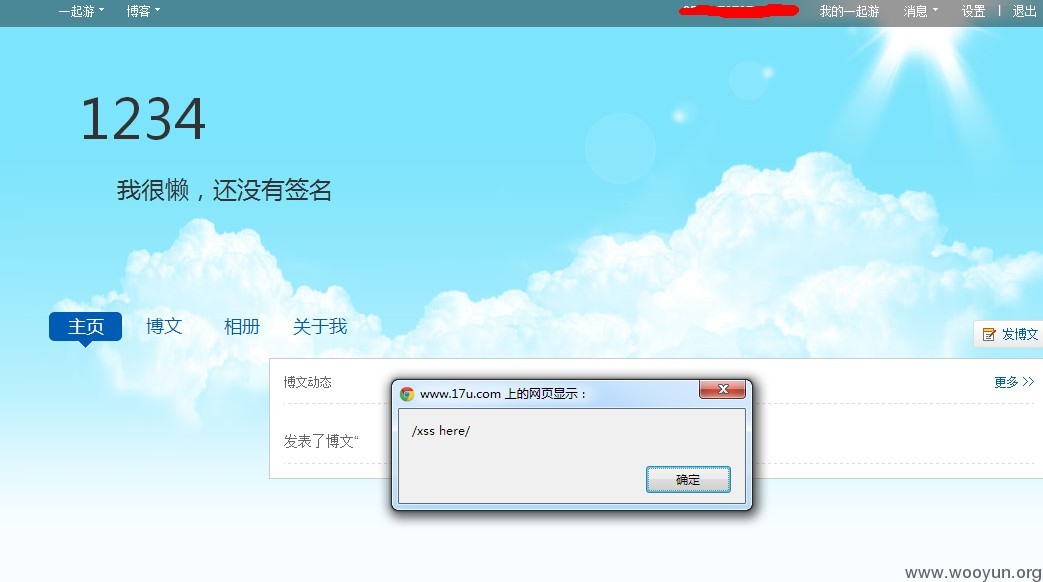 一起游 博客 我的一起游 消息 设置 | 退出
1234
我很懒，还没有签名
主页 博文 相册 关于我
发博文
博文动态 更多 >>
www.17u.com 上的网页显示：
/xss here/
发表了博文“
确定
www.wooyun.org